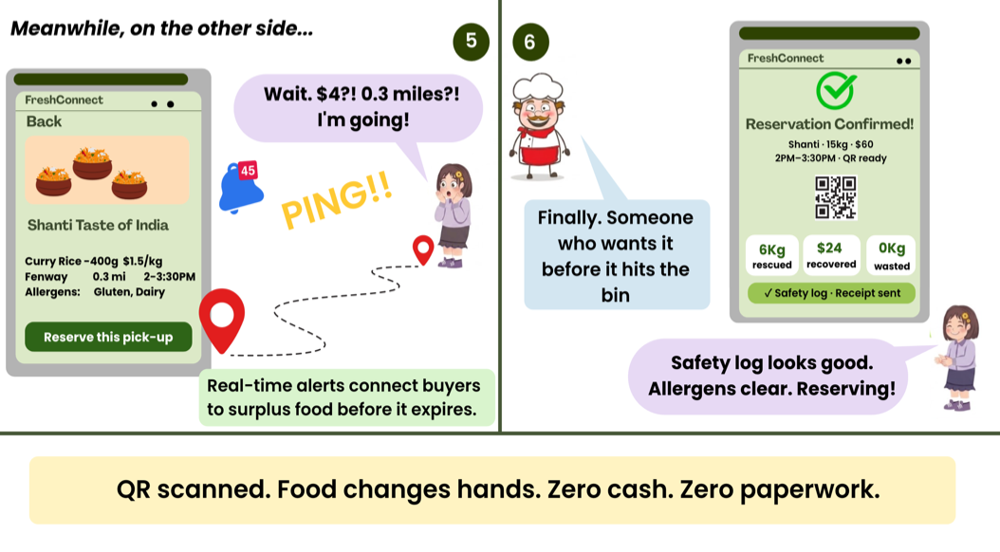 Meanwhile, on the other side...
5
FreshConnect
Back
Shanti Taste of India
Curry Rice -400g $1.5/kg
Fenway 0.3 mi 2-3:30PM
Allergens: Gluten, Dairy
Reserve this pick-up
Wait. $4?! 0.3 miles?!
I'm going!
45
PING!!
Real-time alerts connect buyers
to surplus food before it expires.
6
Finally. Someone
who wants it
before it hits the
bin
FreshConnect
Reservation Confirmed!
Shanti · 15kg · $60
2PM–3:30PM · QR ready
6Kg
rescued
$24
recovered
0Kg
wasted
✓ Safety log · Receipt sent
Safety log looks good.
Allergens clear. Reserving!
QR scanned. Food changes hands. Zero cash. Zero paperwork.